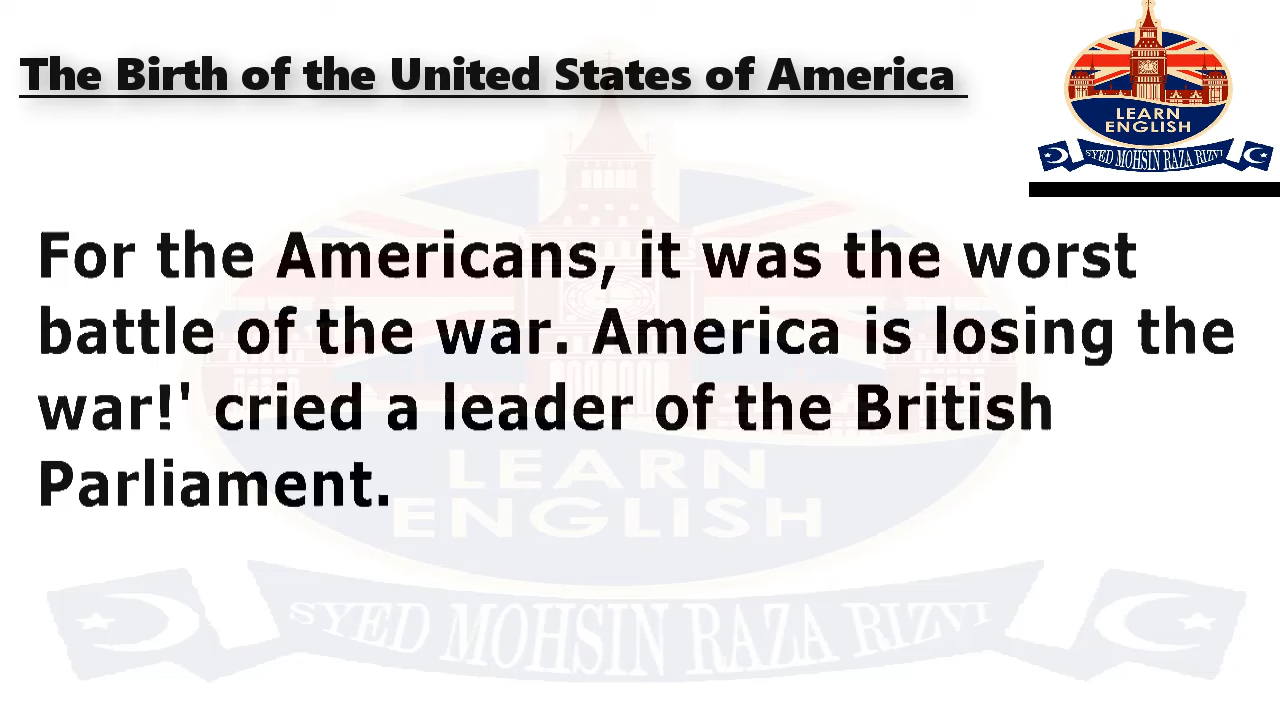 The Birth of the United States of America
LEARN
ENGLISH
SYED MOHSIN RAZA RIZVI
For the Americans, it was the worst
battle of the war. America is losing the
war!' cried a leader of the British
Parliament.
LEARN
ENGLISH
SYED MOHSIN RAZA RIZVI